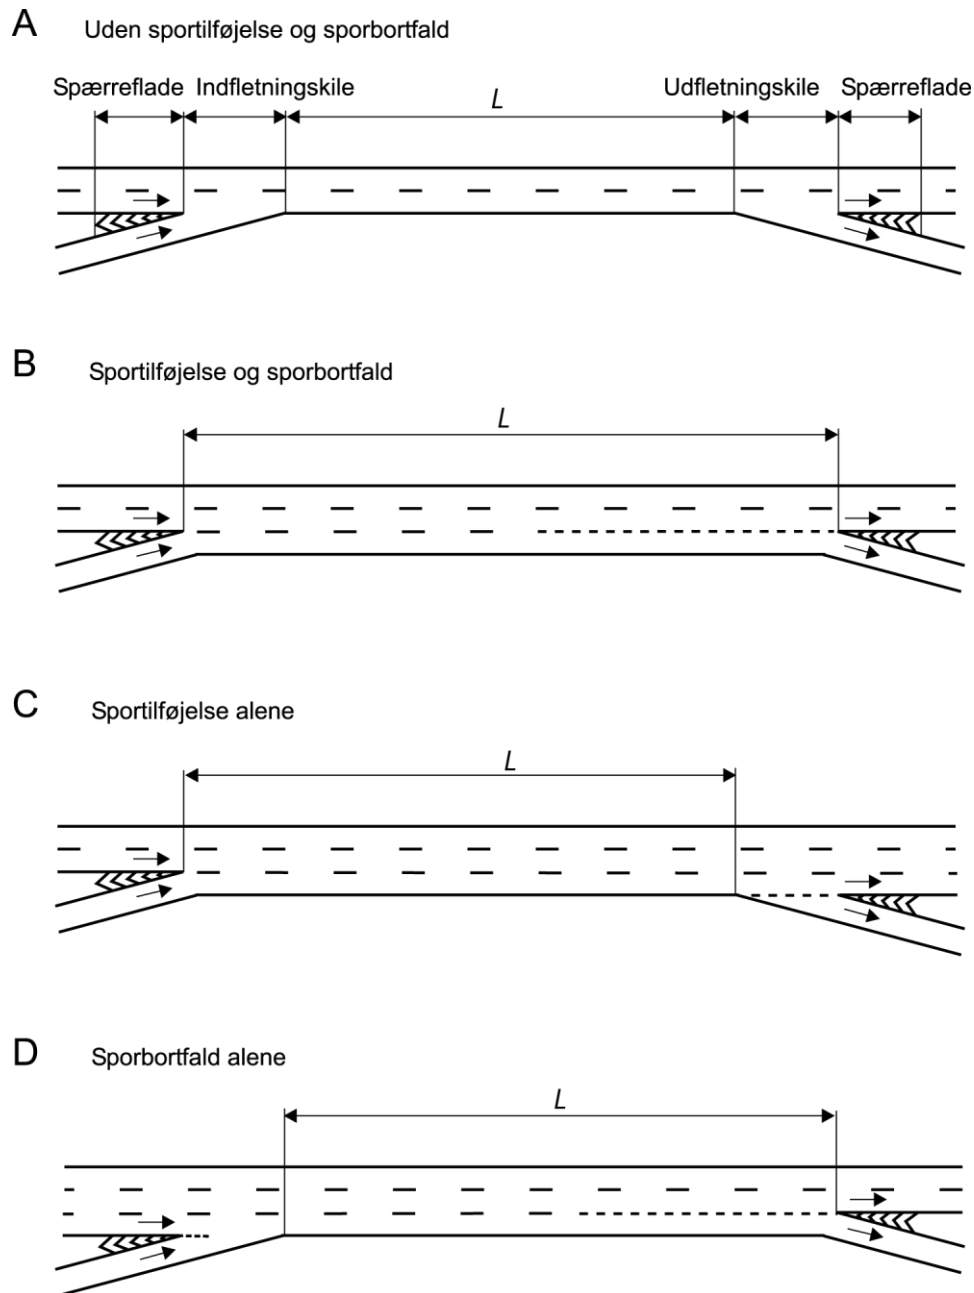 A Uden sportilføjelse og sporbortfald
Spærreflade Indfletningskile L Udfletningskile Spærreflade
B Sportilføjelse og sporbortfald
L
C Sportilføjelse alene
L
D Sporbortfald alene
L